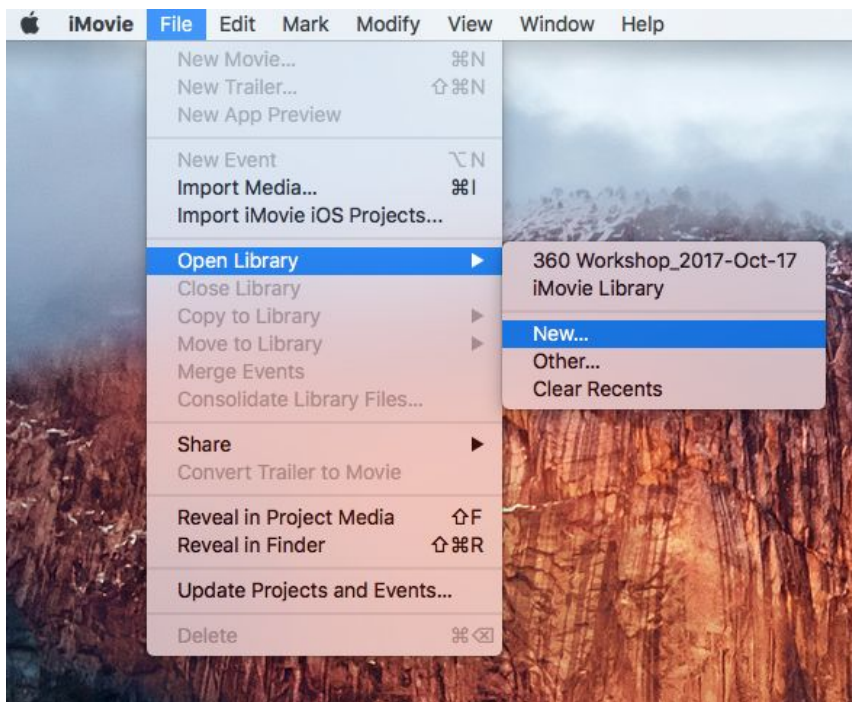 iMovie File Edit Mark Modify View Window Help
New Movie... ⌘N
New Trailer... ⇧⌘N
New App Preview
New Event ⌥N
Import Media... ⌘I
Import iMovie iOS Projects...
Open Library ▶
Close Library
Copy to Library ▶
Move to Library ▶
Merge Events
Consolidate Library Files...
Share ▶
Convert Trailer to Movie
Reveal in Project Media ⇧F
Reveal in Finder ⇧⌘R
Update Projects and Events...
Delete ⌘⌫
360 Workshop_2017-Oct-17
iMovie Library
New...
Other...
Clear Recents